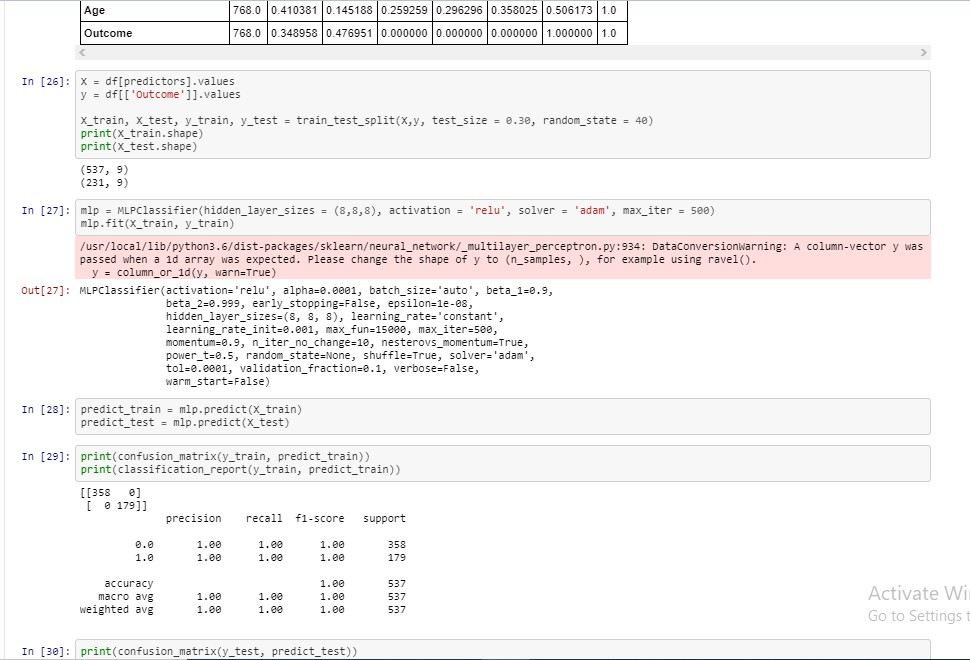 Age 768.0 0.410381 0.145188 0.259259 0.296296 0.358025 0.506173 1.0
Outcome 768.0 0.348958 0.476951 0.000000 0.000000 0.000000 1.000000 1.0
In [26]: X = df[predictors].values
y = df[['Outcome']].values
X_train, X_test, y_train, y_test = train_test_split(X,y, test_size = 0.30, random_state = 40)
print(X_train.shape)
print(X_test.shape)
(537, 9)
(231, 9)
In [27]: mlp = MLPClassifier(hidden_layer_sizes = (8,8,8), activation = 'relu', solver = 'adam', max_iter = 500)
mlp.fit(X_train, y_train)
/usr/local/lib/python3.6/dist-packages/sklearn/neural_network/_multilayer_perceptron.py:934: DataConversionWarning: A column-vector y was
passed when a 1d array was expected. Please change the shape of y to (n_samples, ), for example using ravel().
y = column_or_1d(y, warn=True)
Out[27]: MLPClassifier(activation='relu', alpha=0.0001, batch_size='auto', beta_1=0.9,
beta_2=0.999, early_stopping=False, epsilon=1e-08,
hidden_layer_sizes=(8, 8, 8), learning_rate='constant',
learning_rate_init=0.001, max_fun=15000, max_iter=500,
momentum=0.9, n_iter_no_change=10, nesterovs_momentum=True,
power_t=0.5, random_state=None, shuffle=True, solver='adam',
tol=0.0001, validation_fraction=0.1, verbose=False,
warm_start=False)
In [28]: predict_train = mlp.predict(X_train)
predict_test = mlp.predict(X_test)
In [29]: print(confusion_matrix(y_train, predict_train))
print(classification_report(y_train, predict_train))
[[358 0]
[ 0 179]]
precision recall f1-score support
0.0 1.00 1.00 1.00 358
1.0 1.00 1.00 1.00 179
accuracy 1.00 537
macro avg 1.00 1.00 1.00 537
weighted avg 1.00 1.00 1.00 537
Activate Wi
Go to Settings t
In [30]: print(confusion_matrix(y_test, predict_test))